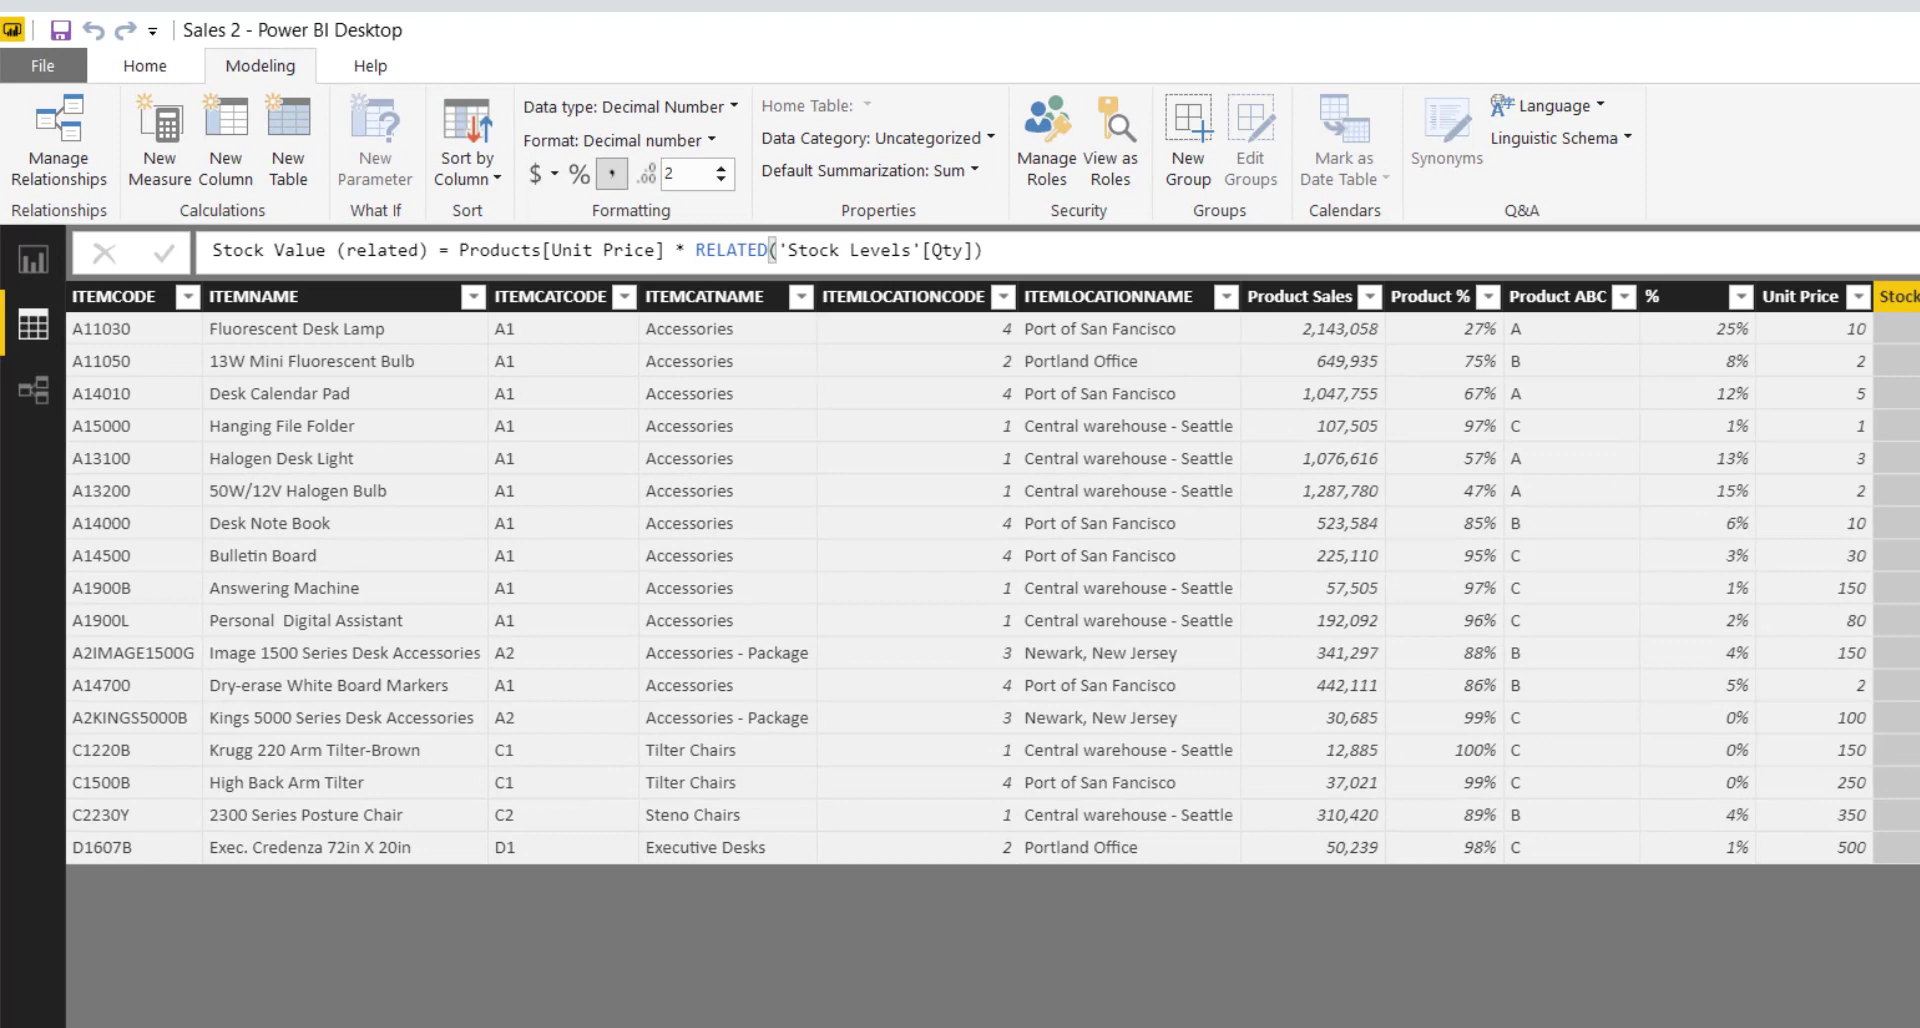 Sales 2 - Power BI Desktop
File Home Modeling Help
Manage Relationships
New Measure
New Column
New Table
New Parameter
Sort by Column
Data type: Decimal Number
Format: Decimal number
$ % , .00 2
Home Table:
Data Category: Uncategorized
Default Summarization: Sum
Manage Roles
View as Roles
New Group
Edit Groups
Mark as Date Table
Synonyms
Language
Linguistic Schema
Relationships Calculations What If Sort Formatting Properties Security Groups Calendars Q&A
Stock Value (related) = Products[Unit Price] * RELATED('Stock Levels'[Qty])
ITEMCODE ITEMNAME ITEMCATCODE ITEMCATNAME ITEMLOCATIONCODE ITEMLOCATIONNAME Product Sales Product % Product ABC % Unit Price Stock
A11030 Fluorescent Desk Lamp A1 Accessories 4 Port of San Fancisco 2,143,058 27% A 25% 10
A11050 13W Mini Fluorescent Bulb A1 Accessories 2 Portland Office 649,935 75% B 8% 2
A14010 Desk Calendar Pad A1 Accessories 4 Port of San Fancisco 1,047,755 67% A 12% 5
A15000 Hanging File Folder A1 Accessories 1 Central warehouse - Seattle 107,505 97% C 1% 1
A13100 Halogen Desk Light A1 Accessories 1 Central warehouse - Seattle 1,076,616 57% A 13% 3
A13200 50W/12V Halogen Bulb A1 Accessories 1 Central warehouse - Seattle 1,287,780 47% A 15% 2
A14000 Desk Note Book A1 Accessories 4 Port of San Fancisco 523,584 85% B 6% 10
A14500 Bulletin Board A1 Accessories 4 Port of San Fancisco 225,110 95% C 3% 30
A1900B Answering Machine A1 Accessories 1 Central warehouse - Seattle 57,505 97% C 1% 150
A1900L Personal  Digital Assistant A1 Accessories 1 Central warehouse - Seattle 192,092 96% C 2% 80
A2IMAGE1500G Image 1500 Series Desk Accessories A2 Accessories - Package 3 Newark, New Jersey 341,297 88% B 4% 150
A14700 Dry-erase White Board Markers A1 Accessories 4 Port of San Fancisco 442,111 86% B 5% 2
A2KINGS5000B Kings 5000 Series Desk Accessories A2 Accessories - Package 3 Newark, New Jersey 30,685 99% C 0% 100
C1220B Krugg 220 Arm Tilter-Brown C1 Tilter Chairs 1 Central warehouse - Seattle 12,885 100% C 0% 150
C1500B High Back Arm Tilter C1 Tilter Chairs 4 Port of San Fancisco 37,021 99% C 0% 250
C2230Y 2300 Series Posture Chair C2 Steno Chairs 1 Central warehouse - Seattle 310,420 89% B 4% 350
D1607B Exec. Credenza 72in X 20in D1 Executive Desks 2 Portland Office 50,239 98% C 1% 500